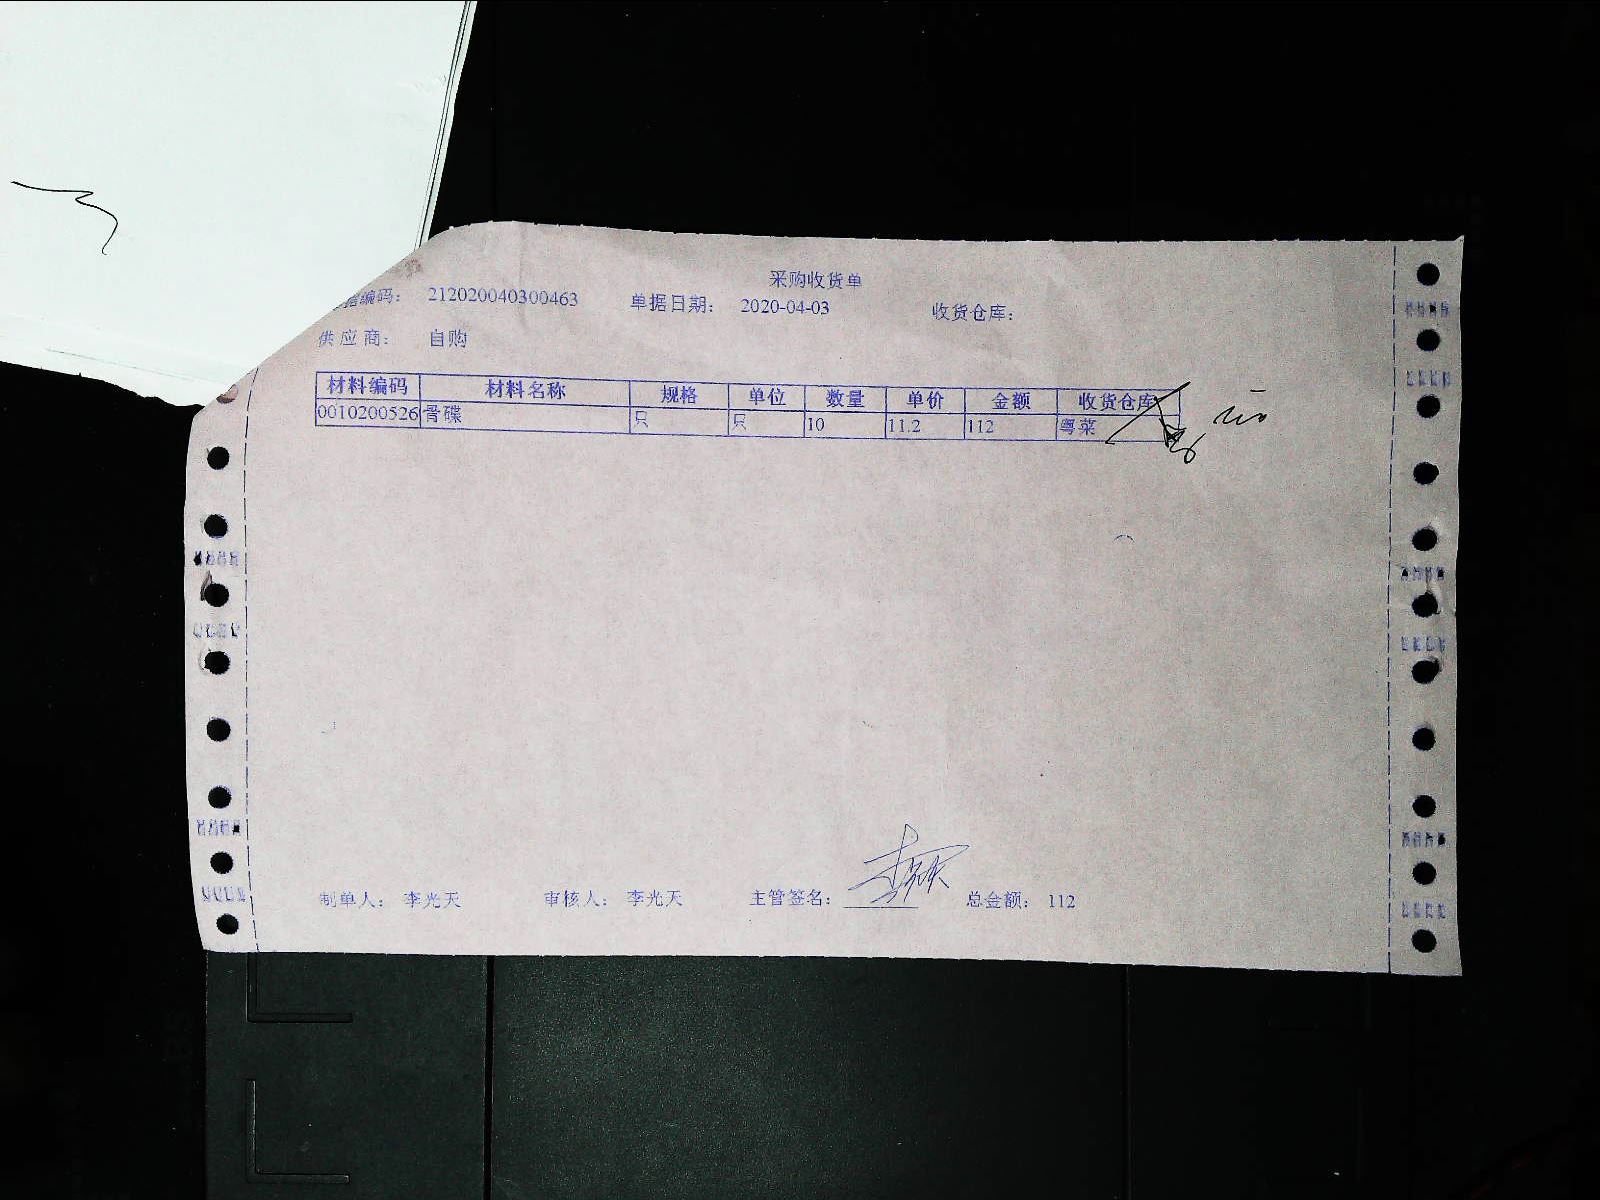 采购收货单
据编码： 212020040300463 单据日期： 2020-04-03 收货仓库：
供应商： 自购
材料编码 材料名称 规格 单位 数量 单价 金额 收货仓库
0010200526 骨碟 只 只 10 11.2 112 粤菜
制单人： 李光天 审核人： 李光天 主管签名： 总金额： 112